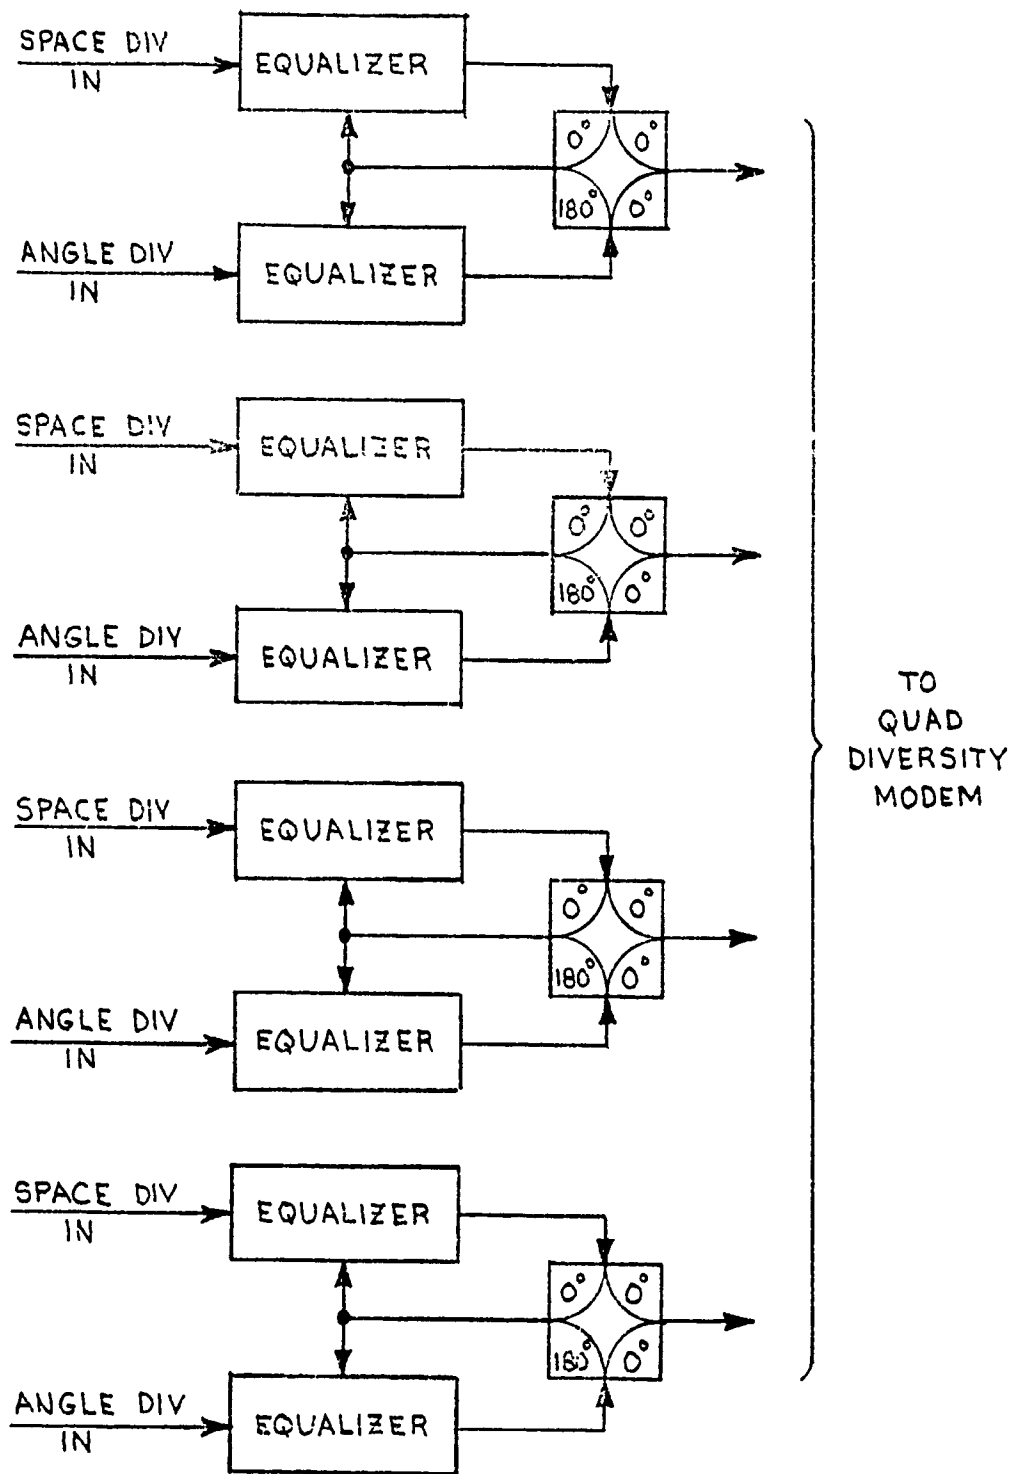 SPACE DIV
IN
EQUALIZER
0° 0°
180° 0°
ANGLE DIV
IN
EQUALIZER
SPACE DIV
IN
EQUALIZER
0° 0°
180° 0°
ANGLE DIV
IN
EQUALIZER
TO
QUAD
DIVERSITY
MODEM
SPACE DIV
IN
EQUALIZER
0° 0°
180° 0°
ANGLE DIV
IN
EQUALIZER
SPACE DIV
IN
EQUALIZER
0° 0°
180° 0°
ANGLE DIV
IN
EQUALIZER